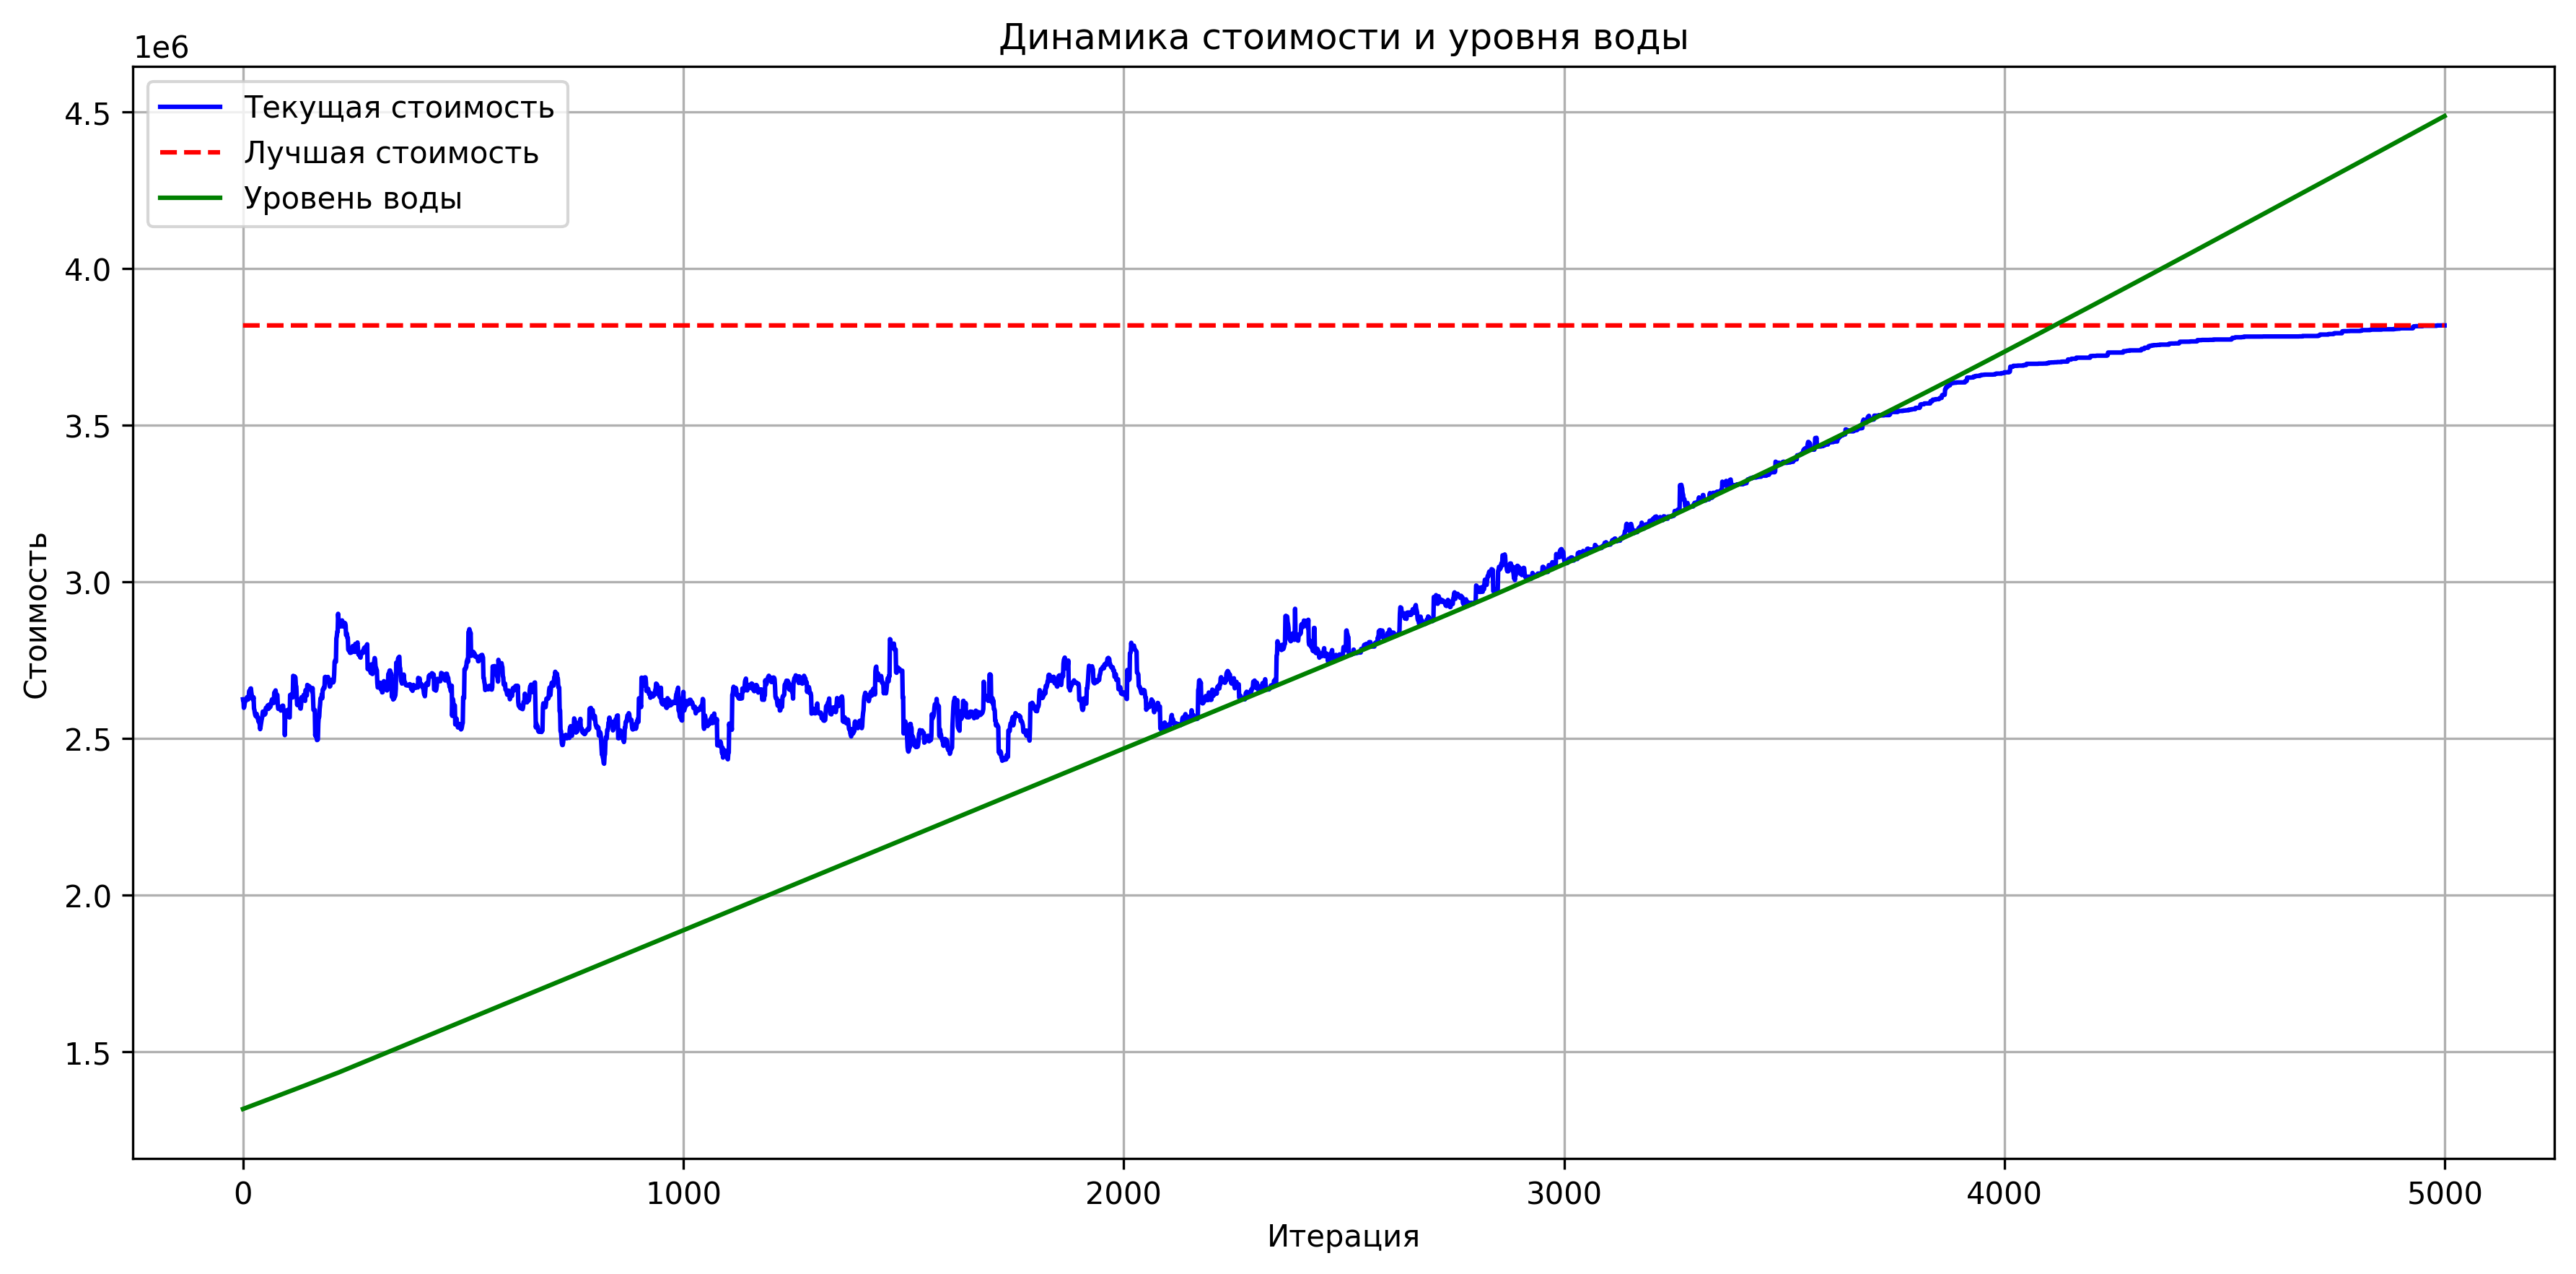 Динамика стоимости и уровня воды
1e6
Текущая стоимость
Лучшая стоимость
Уровень воды
4.5
4.0
3.5
3.0
2.5
2.0
1.5
Стоимость
0 1000 2000 3000 4000 5000
Итерация